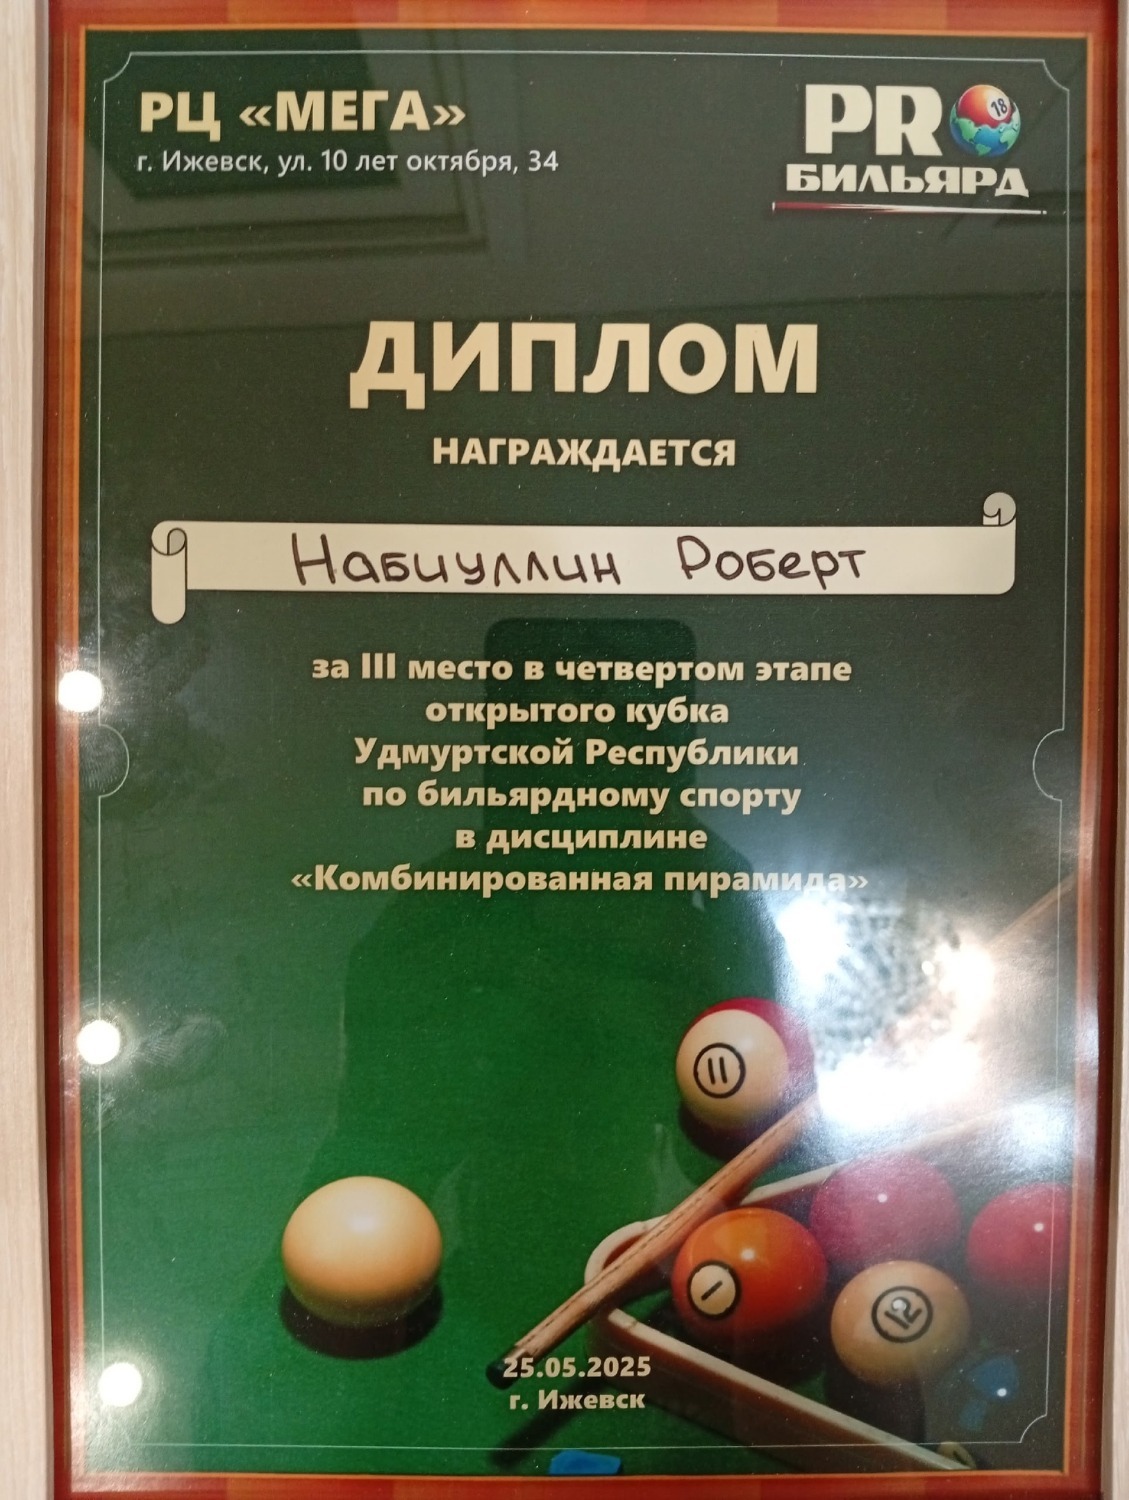 РЦ «МЕГА»
г. Ижевск, ул. 10 лет октября, 34
PRO 18
БИЛЬЯРД
ДИПЛОМ
НАГРАЖДАЕТСЯ
Набиуллин Роберт
за III место в четвертом этапе
открытого кубка
Удмуртской Республики
по бильярдному спорту
в дисциплине
«Комбинированная пирамида»
11
1
12
25.05.2025
г. Ижевск